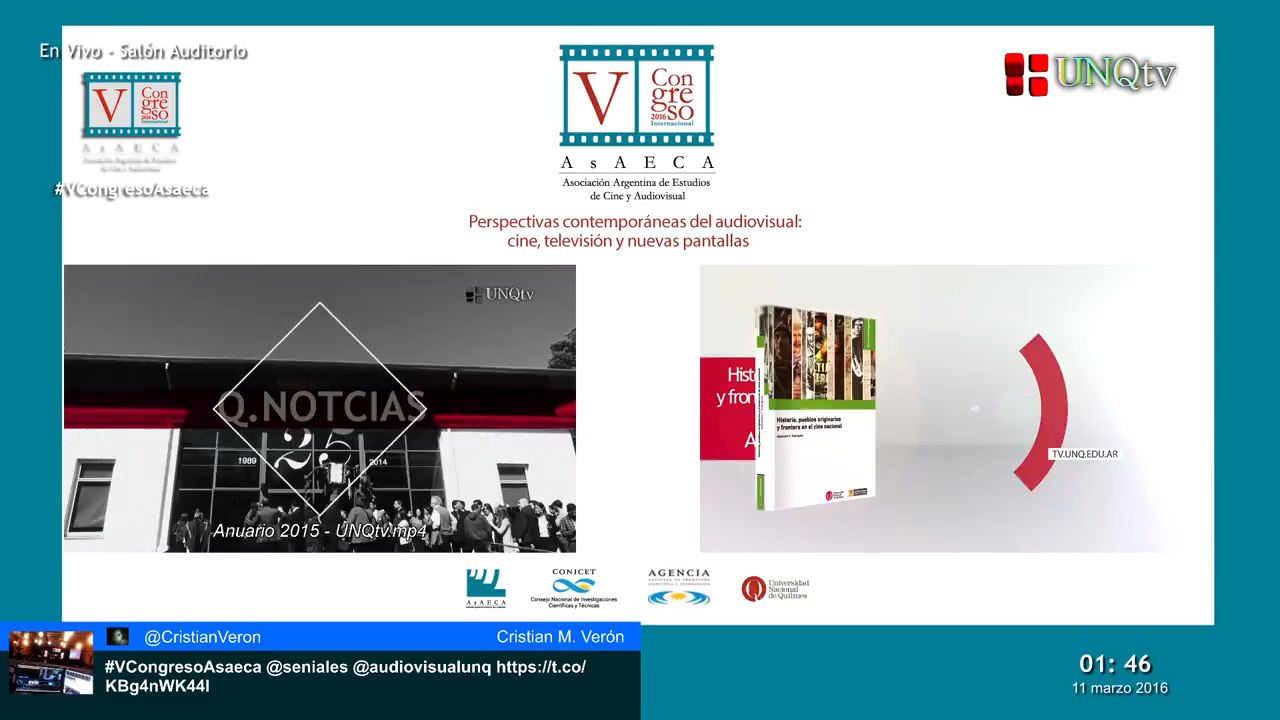 En Vivo - Salón Auditorio
V
Con
gre
so
2016
#VCongresoAsaeca
V
Con
gre
2016 so
Internacional
A s A E C A
Asociación Argentina de Estudios
de Cine y Audiovisual
UNQtv
Perspectivas contemporáneas del audiovisual:
cine, televisión y nuevas pantallas
UNQtv
Q.NOTCIAS
25
1989
2014
Anuario 2015 - UNQtv.mp4
y fron
A
Historia, pueblos originarios
y frontera en el cine nacional
TV.UNQ.EDU.AR
AsAECA
CONICET
Consejo Nacional de Investigaciones
Científicas y Técnicas
AGENCIA
Universidad
Nacional
de Quilmes
@CristianVeron
Cristian M. Verón
#VCongresoAsaeca @seniales @audiovisualunq https://t.co/
KBg4nWK44I
01: 46
11 marzo 2016